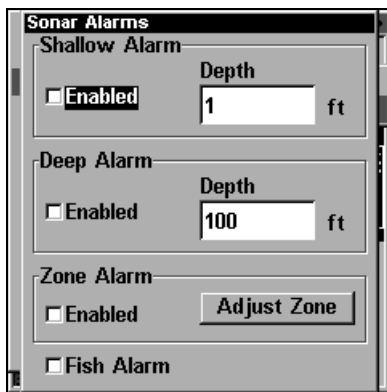 Sonar Alarms
Shallow Alarm
Depth
Enabled
1 ft
Deep Alarm
Depth
Enabled
100 ft
Zone Alarm
Enabled
Adjust Zone
Fish Alarm